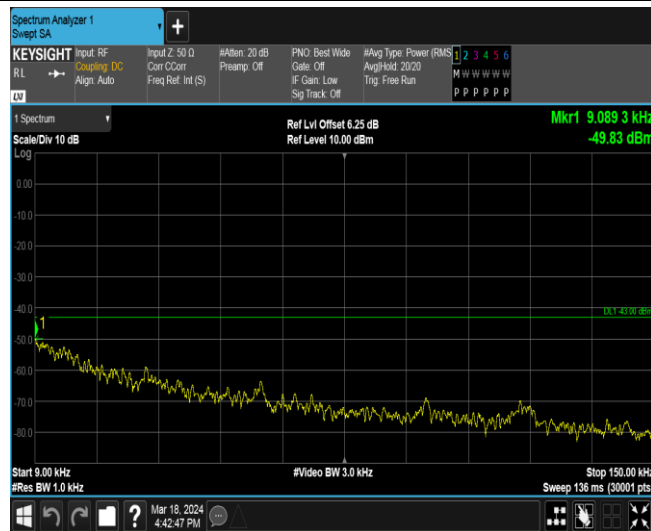 Spectrum Analyzer 1
Swept SA
+
KEYSIGHT
RL
LXI
Input: RF
Coupling: DC
Align: Auto
Input Z: 50 Ω
Corr CCorr
Freq Ref: Int (S)
#Atten: 20 dB
Preamp: Off
PNO: Best Wide
Gate: Off
IF Gain: Low
Sig Track: Off
#Avg Type: Power (RMS
Avg|Hold: 20/20
Trig: Free Run
1 2 3 4 5 6
M W W W W W
P P P P P P
1 Spectrum
Scale/Div 10 dB
Log
Ref Lvl Offset 6.25 dB
Ref Level 10.00 dBm
Mkr1 9.089 3 kHz
-49.83 dBm
0.00
-10.0
-20.0
-30.0
-40.0
-50.0
-60.0
-70.0
-80.0
DL1 -43.00 dBm
1
Start 9.00 kHz
#Res BW 1.0 kHz
#Video BW 3.0 kHz
Stop 150.00 kHz
Sweep 136 ms (30001 pts
?
Mar 18, 2024
4:42:47 PM